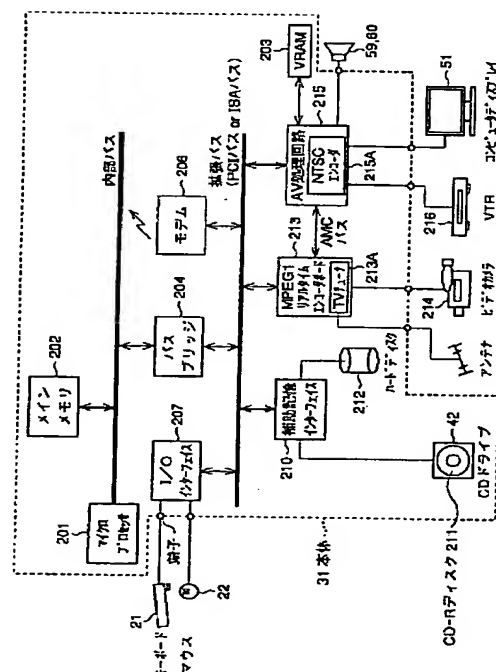 内部バス
マイクロ
プロセッサ
201
メイン
メモリ
202
バス
ブリッジ
204
モデム
206
拡張バス
(PCIバス or ISAバス)
I/O
インターフェイス
207
端子
21
キーボード
22
マウス
31本体
補助記憶
インターフェイス
210
212
ハードディスク
MPEG1
リアルタイム
エンコーダボード
TVチューナ
213
213A
AMC
バス
AV処理回路
NTSC
エンコーダ
215
215A
VRAM
203
59,60
51
コンピュータディスプレイ
216
VTR
214
ビデオカメラ
アンテナ
42
CDドライブ
CD-Rディスク 211